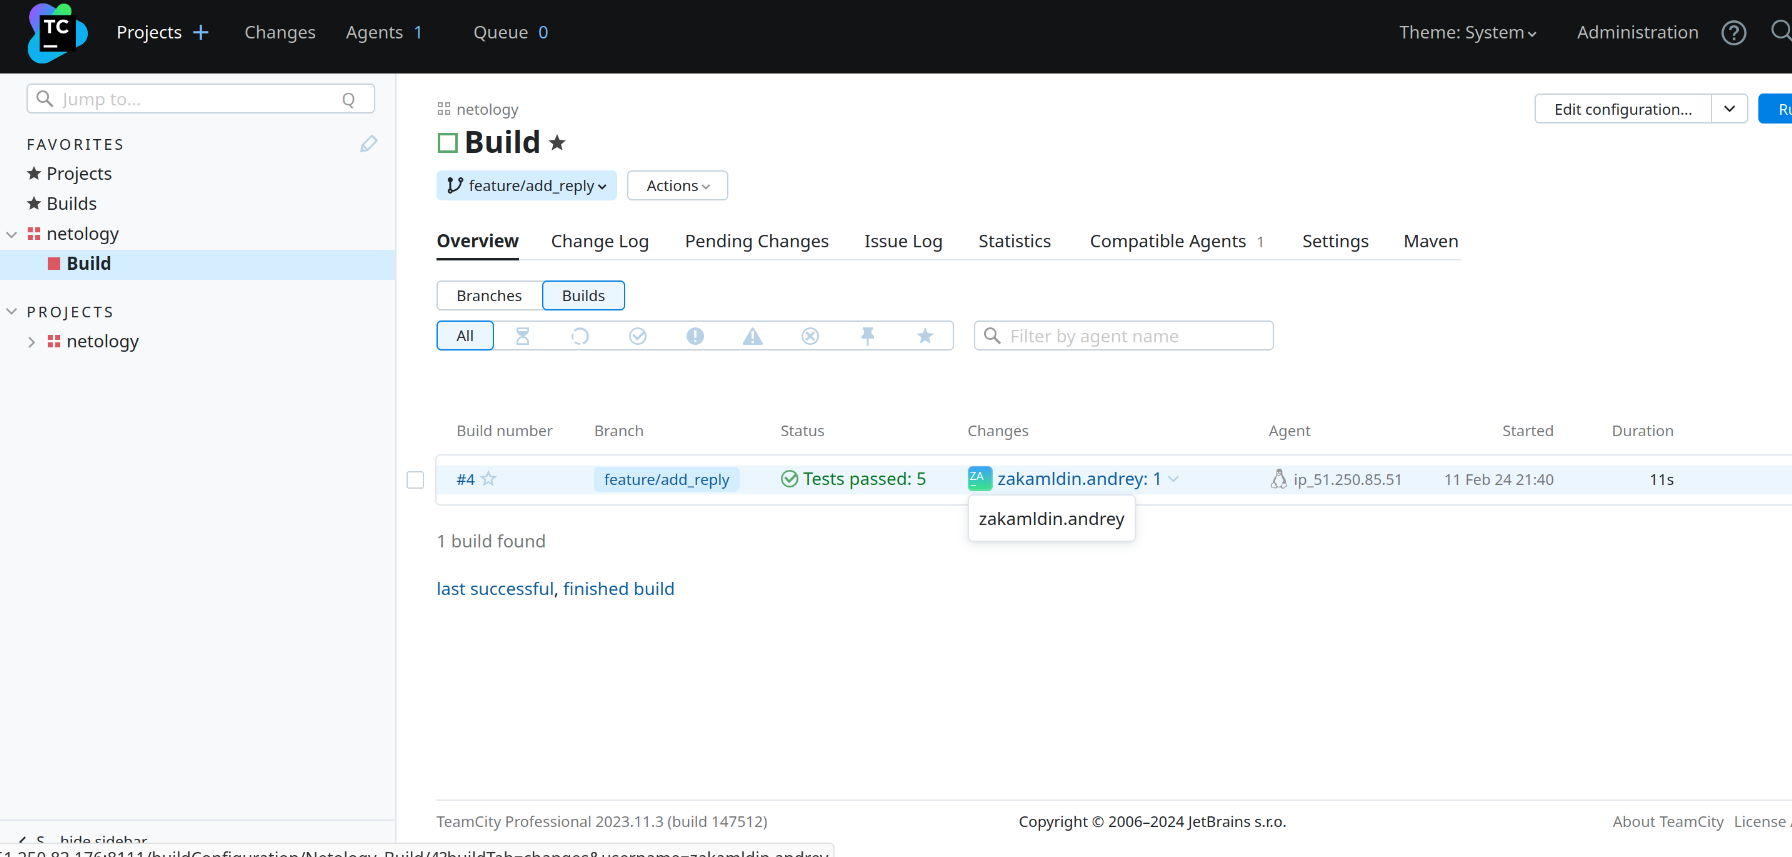 TC
Projects + Changes Agents 1 Queue 0 Theme: System Administration ?
Jump to... Q
FAVORITES
Projects
Builds
netology
Build
PROJECTS
netology
netology
Edit configuration...
Build
feature/add_reply Actions
Overview Change Log Pending Changes Issue Log Statistics Compatible Agents 1 Settings Maven
Branches Builds
All Filter by agent name
Build number Branch Status Changes Agent Started Duration
#4 feature/add_reply Tests passed: 5 ZA zakamldin.andrey: 1 ip_51.250.85.51 11 Feb 24 21:40 11s
zakamldin.andrey
1 build found
last successful, finished build
TeamCity Professional 2023.11.3 (build 147512) Copyright © 2006–2024 JetBrains s.r.o. About TeamCity License
S hide sidebar
.250.82.176:8111/buildConfiguration/Netology_Build/4?buildTab=changes&username=zakamldin.andrey